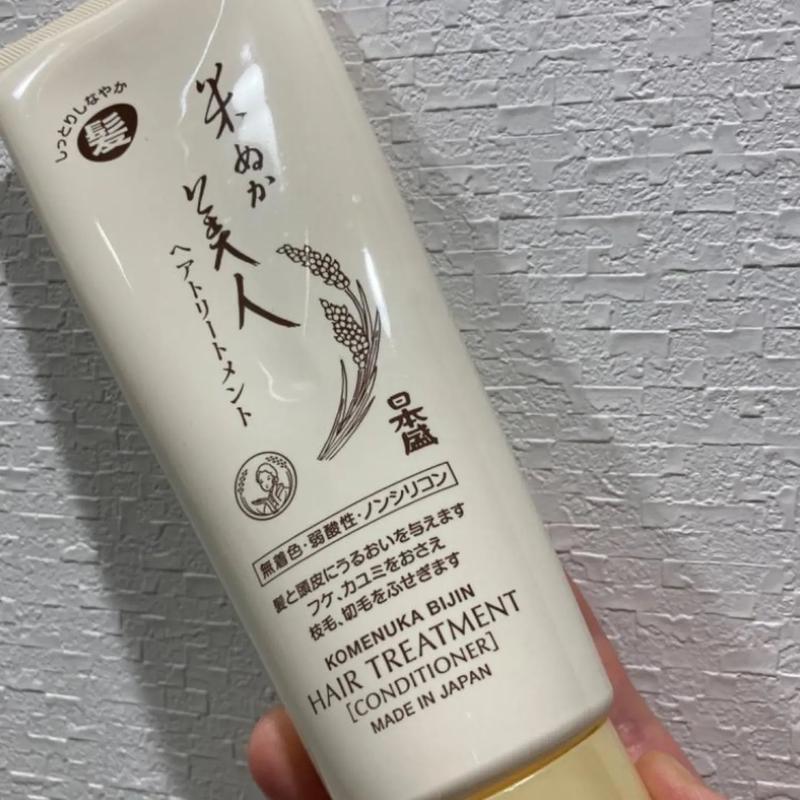 しっとりしなやか
髪
米ぬか
美人
ヘアトリートメント
日本盛
無着色・弱酸性・ノンシリコン
髪と頭皮にうるおいを与えます
フケ、カユミをおさえ
枝毛、切毛をふせぎます
KOMENUKA BIJIN
HAIR TREATMENT
[CONDITIONER]
MADE IN JAPAN